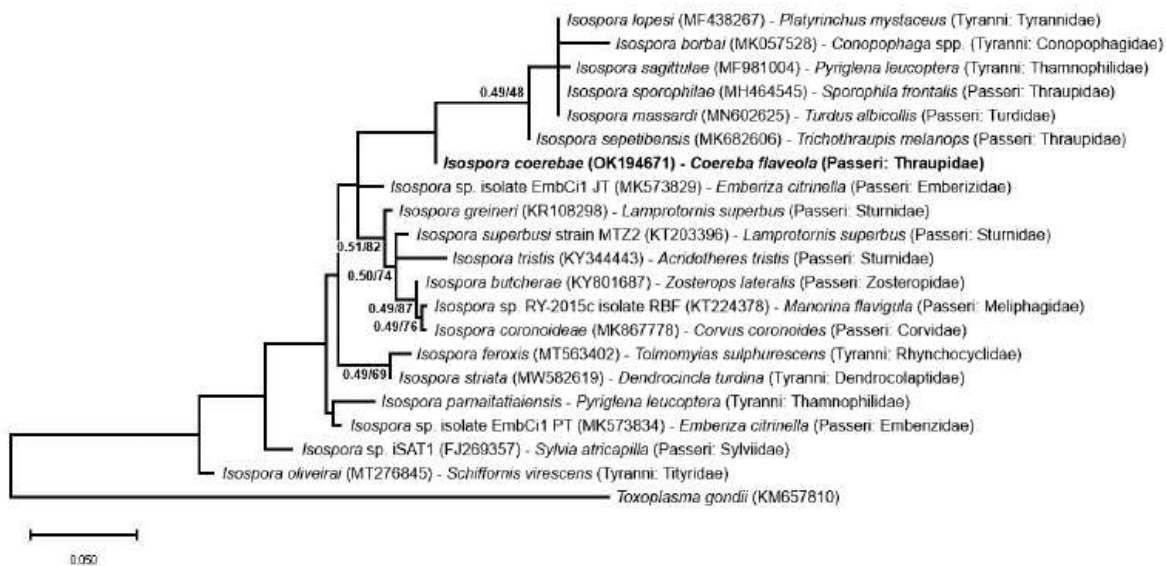 Isospora lopesi (MF438267) - Platyrinchus mystaceus (Tyranni: Tyrannidae)
Isospora borbai (MK057528) - Conopophaga spp. (Tyranni: Conopophagidae)
Isospora sagittulae (MF981004) - Pyriglena leucoptera (Tyranni: Thamnophilidae)
0.49/48
Isospora sporophilae (MH464545) - Sporophila frontalis (Passeri: Thraupidae)
Isospora massardi (MN602625) - Turdus albicollis (Passeri: Turdidae)
Isospora sepetibensis (MK682606) - Trichothraupis melanops (Passeri: Thraupidae)
Isospora coerebae (OK194671) - Coereba flaveola (Passeri: Thraupidae)
Isospora sp. isolate EmbCi1 JT (MK573829) - Emberiza citrinella (Passeri: Emberizidae)
Isospora greineri (KR108298) - Lamprotornis superbus (Passeri: Sturnidae)
Isospora superbusi strain MTZ2 (KT203396) - Lamprotornis superbus (Passeri: Sturnidae)
0.51/82
Isospora tristis (KY344443) - Acridotheres tristis (Passeri: Sturnidae)
0.50/74
Isospora butcherae (KY801687) - Zosterops lateralis (Passeri: Zosteropidae)
0.49/87
Isospora sp. RY-2015c isolate RBF (KT224378) - Manorina flavigula (Passeri: Meliphagidae)
0.49/76
Isospora coronoideae (MK867778) - Corvus coronoides (Passeri: Corvidae)
Isospora feroxis (MT563402) - Tolmomyias sulphurescens (Tyranni: Rhynchocyclidae)
0.49/69
Isospora striata (MW582619) - Dendrocincla turdina (Tyranni: Dendrocolaptidae)
Isospora parnaitatiaiensis - Pyriglena leucoptera (Tyranni: Thamnophilidae)
Isospora sp. isolate EmbCi1 PT (MK573834) - Emberiza citrinella (Passeri: Emberizidae)
Isospora sp. iSAT1 (FJ269357) - Sylvia atricapilla (Passeri: Sylviidae)
Isospora oliveirai (MT276845) - Schiffornis virescens (Tyranni: Tityridae)
Toxoplasma gondii (KM657810)
0.050